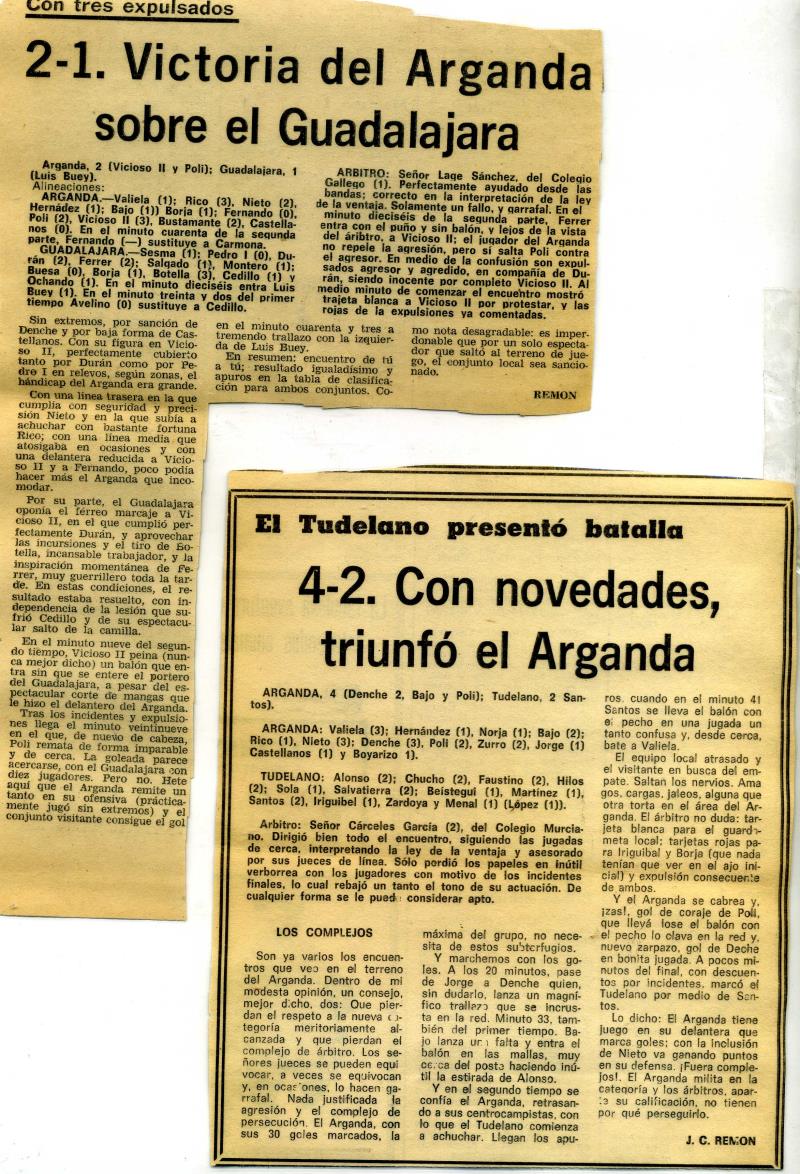 Con tres expulsados
2-1. Victoria del Arganda
sobre el Guadalajara
Arganda, 2 (Vicioso II y Poli); Guadalajara, 1
(Luis Buey).
Alineaciones:
ARGANDA.—Valiela (1); Rico (3), Nieto (2),
Hernádez (1); Bajo (1)) Borja (1); Fernando (0),
Poli (2), Vicioso II (3), Bustamante (2), Castella-
nos (0). En el minuto cuarenta de la segunda
parte, Fernando (—) sustituye a Carmona.
GUADALAJARA.—Sesma (1); Pedro I (0), Du-
rán (2), Ferrer (2); Salgado (1), Montero (1);
Buesa (0), Borja (1), Botella (3), Cedillo (1) y
Ochando (1). En el minuto dieciséis entra Luis
Buey (1). En el minuto treinta y dos del primer
tiempo Avelino (0) sustituye a Cedillo.
ARBITRO: Señor Lage Sánchez, del Colegio
Gallego (1). Perfectamente ayudado desde las
bandas; correcto en la interpretación de la ley
de la ventaja. Solamente un fallo, y garrafal. En el
minuto dieciséis de la segunda parte, Ferrer
entra con el puño y sin balón, y lejos de la vista
del áribtro, a Vicioso II; el jugador del Arganda
no repele la agresión, pero sí salta Poli contra
el agresor. En medio de la confusión son expul-
sados agresor y agredido, en compañía de Du-
rán, siendo inocente por completo Vicioso II. Al
medio minuto de comenzar el encuentro mostró
trajeta blanca a Vicioso II por protestar, y las
rojas de la expulsiones ya comentadas.
Sin extremos, por sanción de
Denche y por baja forma de Cas-
tellanos. Con su figura en Vicio-
so II, perfectamente cubierto
tanto por Durán como por Pe-
dro I en relevos, según zonas, el
hándicap del Arganda era grande.
Con una línea trasera en la que
cumplía con seguridad y preci-
sión Nieto y en la que subía a
achuchar con bastante fortuna
Rico; con una línea media que
atosigaba en ocasiones y con
una delantera reducida a Vicio-
so II y a Fernando, poco podía
hacer más el Arganda que inco-
modar.
Por su parte, el Guadalajara
oponía el férreo marcaje a Vi-
cioso II, en el que cumplió per-
fectamente Durán, y aprovechar
las incursiones y el tiro de Bo-
tella, incansable trabajador, y la
inspiración momentánea de Fe-
rrer, muy guerrillero toda la tar-
de. En estas condiciones, el re-
sultado estaba resuelto, con in-
dependencia de la lesión que su-
frió Cedillo y de su espectacu-
lar salto de la camilla.
En el minuto nueve del segun-
do tiempo, Vicioso II peina (nun-
ca mejor dicho) un balón que en-
tra sin que se entere el portero
del Guadalajara, a pesar del es-
pectacular corte de mangas que
le hizo el delantero del Arganda.
Tras los incidentes y expulsio-
nes llega el minuto veintinueve
en el que, de nuevo de cabeza,
Poli remata de forma imparable
y de cerca. La goleada parece
acercarse, con el Guadalajara con
diez jugadores. Pero no. Hete
aquí que el Arganda remite un
tanto en su ofensiva (práctica-
mente jugó sin extremos) y el
conjunto visitante consigue el gol
en el minuto cuarenta y tres a
tremendo trallazo con la izquier-
da de Luis Buey.
En resumen: encuentro de tú
a tú; resultado igualadísimo y
apuros en la tabla de clasifica-
ción para ambos conjuntos. Co-
mo nota desagradable: es imper-
donable que por un solo especta-
dor que saltó al terreno de jue-
go, el conjunto local sea sancio-
nado.
REMON
El Tudelano presentó batalla
4-2. Con novedades,
triunfó el Arganda
ARGANDA, 4 (Denche 2, Bajo y Poli); Tudelano, 2 San-
tos).
ARGANDA: Valiela (3); Hernández (1), Norja (1); Bajo (2);
Rico (1), Nieto (3); Denche (3), Poli (2), Zurro (2), Jorge (1)
Castellanos (1) y Boyarizo 1).
TUDELANO: Alonso (2); Chucho (2), Faustino (2), Hilos
(2); Sola (1), Salvatierra (2); Beístegui (1), Martínez (1),
Santos (2), Iriguibel (1), Zardoya y Menal (1) (López (1)).
Arbitro: Señor Cárceles García (2), del Colegio Murcia-
no. Dirigió bien todo el encuentro, siguiendo las jugadas
de cerca, interpretando la ley de la ventaja y asesorado
por sus jueces de línea. Sólo pordió los papeles en inútil
verborrea con los jugadores con motivo de los incidentes
finales, lo cual rebajó un tanto el tono de su actuación. De
cualquier forma se le pued considerar apto.
LOS COMPLEJOS
Son ya varios los encuen-
tros que veo en el terreno
del Arganda. Dentro de mi
modesta opinión, un consejo,
mejor dicho, dos: Que pier-
dan el respeto a la nueva ca-
tegoría meritoriamente al-
canzada y que pierdan el
complejo de árbitro. Los se-
ñores jueces se pueden equi
vocar, a veces se equivocan
y, en ocasiones, lo hacen ga-
rrafal. Nada justificada la
agresión y el complejo de
persecución. El Arganda, con
sus 30 goles marcados, la
máxima del grupo, no nece-
sita de estos subterfugios.
Y marchemos con los go-
les. A los 20 minutos, pase
de Jorge a Denche quien,
sin dudarlo, lanza un magní-
fico trallazo que se incrus-
ta en la red. Minuto 33, tam-
bién del primer tiempo. Ba-
jo lanza una falta y entra el
balón en las mallas, muy
cerca del poste haciendo inú-
til la estirada de Alonso.
Y en el segundo tiempo se
confía el Arganda, retrasan-
do a sus centrocampistas, con
lo que el Tudelano comienza
a achuchar. Llegan los apu-
ros, cuando en el minuto 41
Santos se lleva el balón con
el pecho en una jugada un
tanto confusa y, desde cerca,
bate a Valiela.
El equipo local atrasado y
el visitante en busca del em-
pate. Saltan los nervios. Ama
gos, cargas, jaleos, alguna que
otra torta en el área del Ar-
ganda. El árbitro no duda: tar-
jeta blanca para el guard-
meta local; tarjetas rojas pa-
ra Iriguibal y Borja (que nada
tenían que ver en el ajo ini-
cial) y expulsión consecuente
de ambos.
Y el Arganda se cabrea y,
¡zas!, gol de coraje de Poli,
que llevá lose el balón con
el pecho lo clava en la red y,
nuevo zarpazo, gol de Deche
en bonita jugada. A pocos mi-
nutos del final, con descuen-
tos por incidentes, marcó el
Tudelano por medio de San-
tos.
Lo dicho: El Arganda tiene
juego en su delantera que
marca goles; con la inclusión
de Nieto va ganando puntos
en su defensa. ¡Fuera comple-
jos!. El Arganda milita en la
categoría y los árbitros, apar-
te su calificación, no tienen
por qué perseguirlo.
J. C. REMON